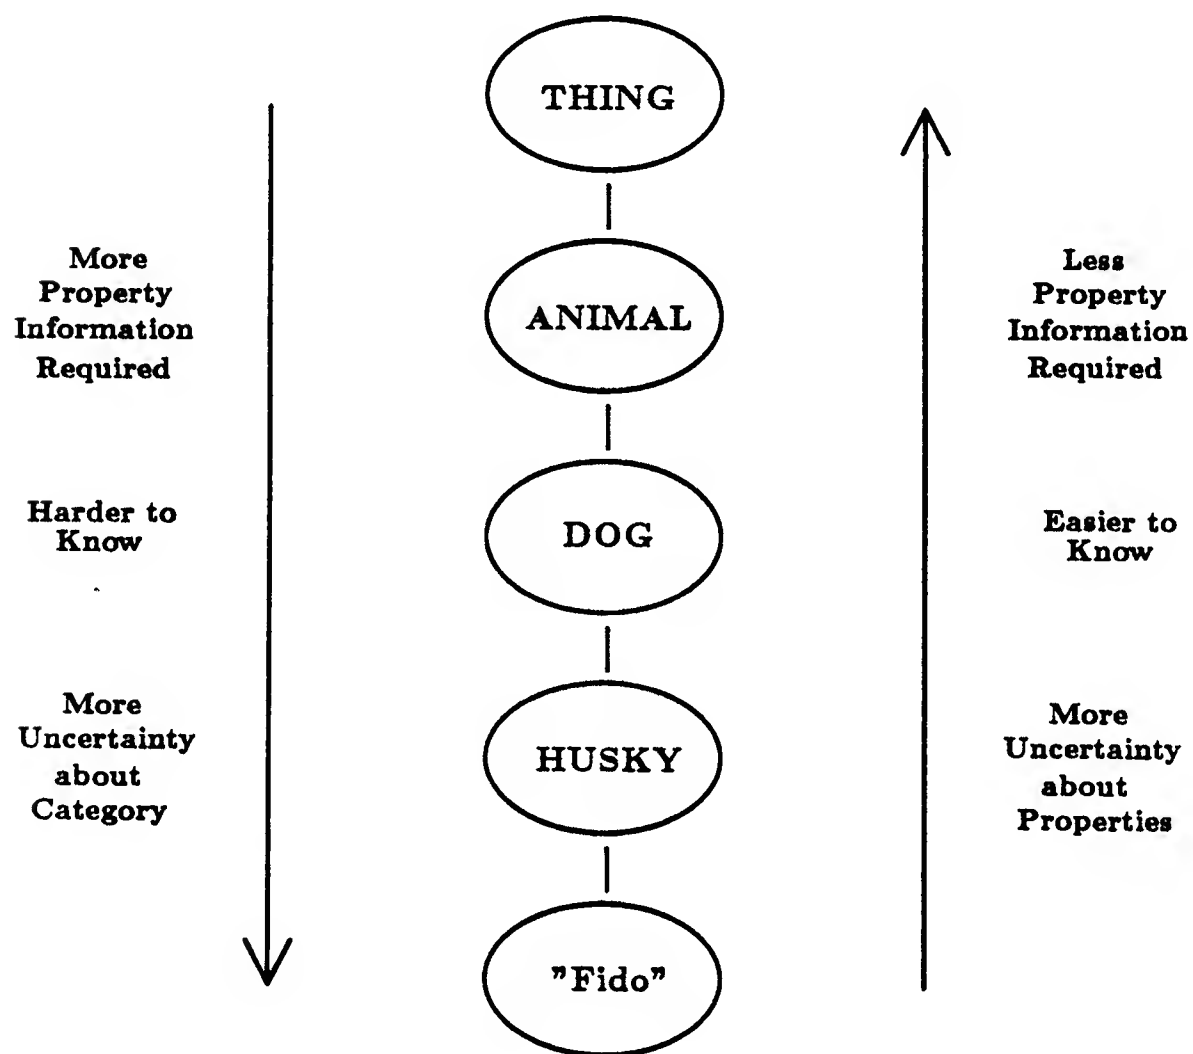 THING
More
Property
Information
Required
Less
Property
Information
Required
ANIMAL
Harder to
Know
DOG
Easier to
Know
More
Uncertainty
about
Category
HUSKY
More
Uncertainty
about
Properties
"Fido"